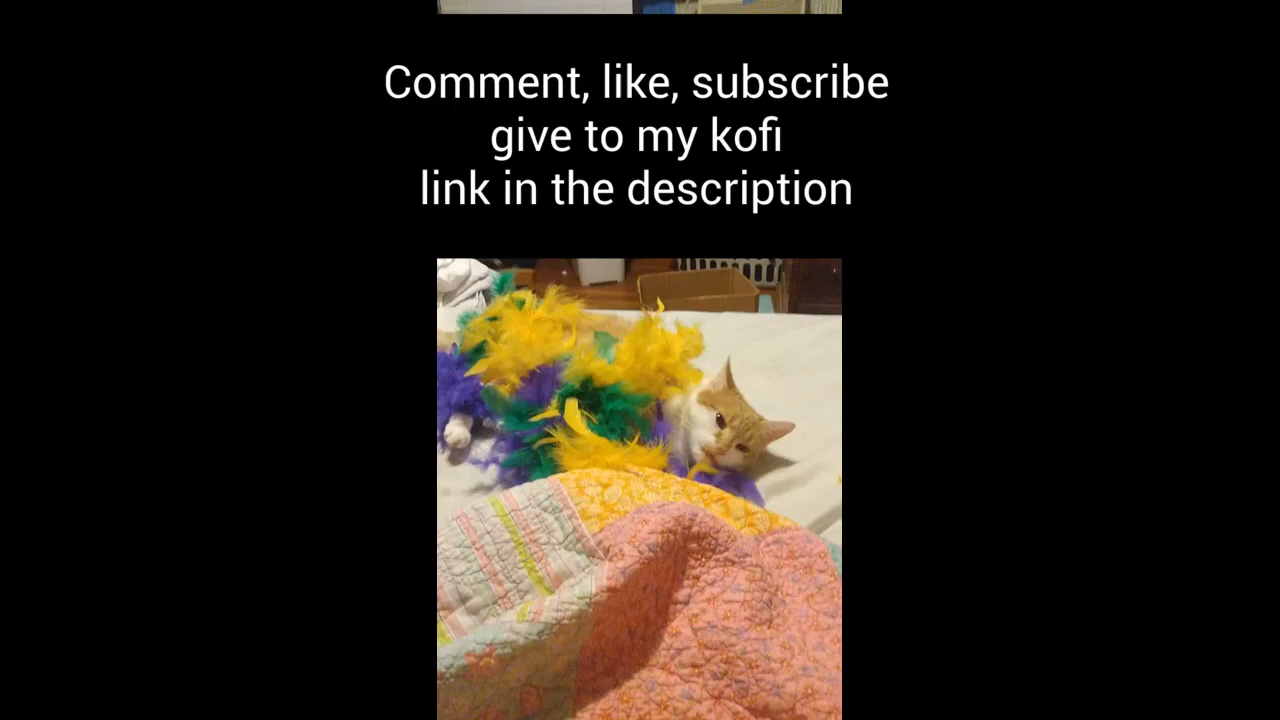 Comment, like, subscribe
give to my kofi
link in the description